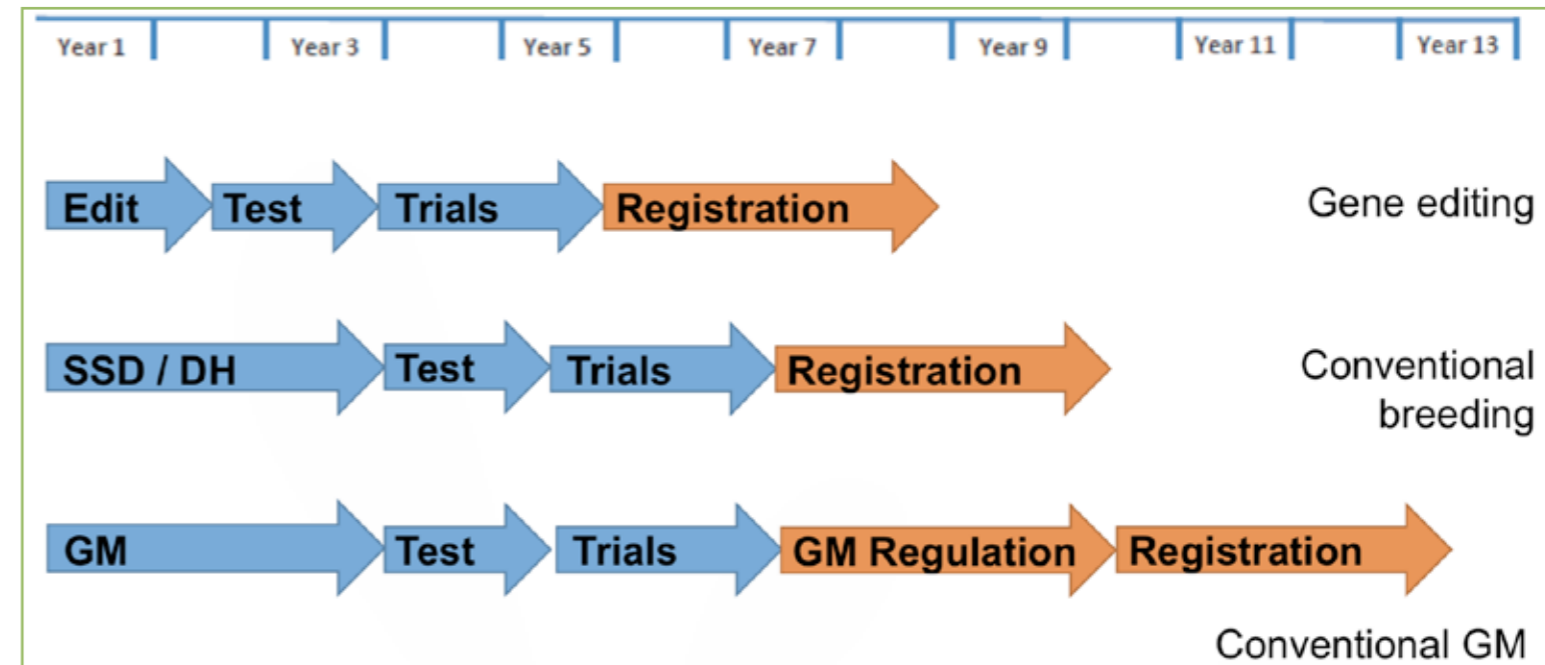 Year 1 Year 3 Year 5 Year 7 Year 9 Year 11 Year 13
Edit Test Trials Registration Gene editing
SSD / DH Test Trials Registration Conventional
breeding
GM Test Trials GM Regulation Registration
Conventional GM